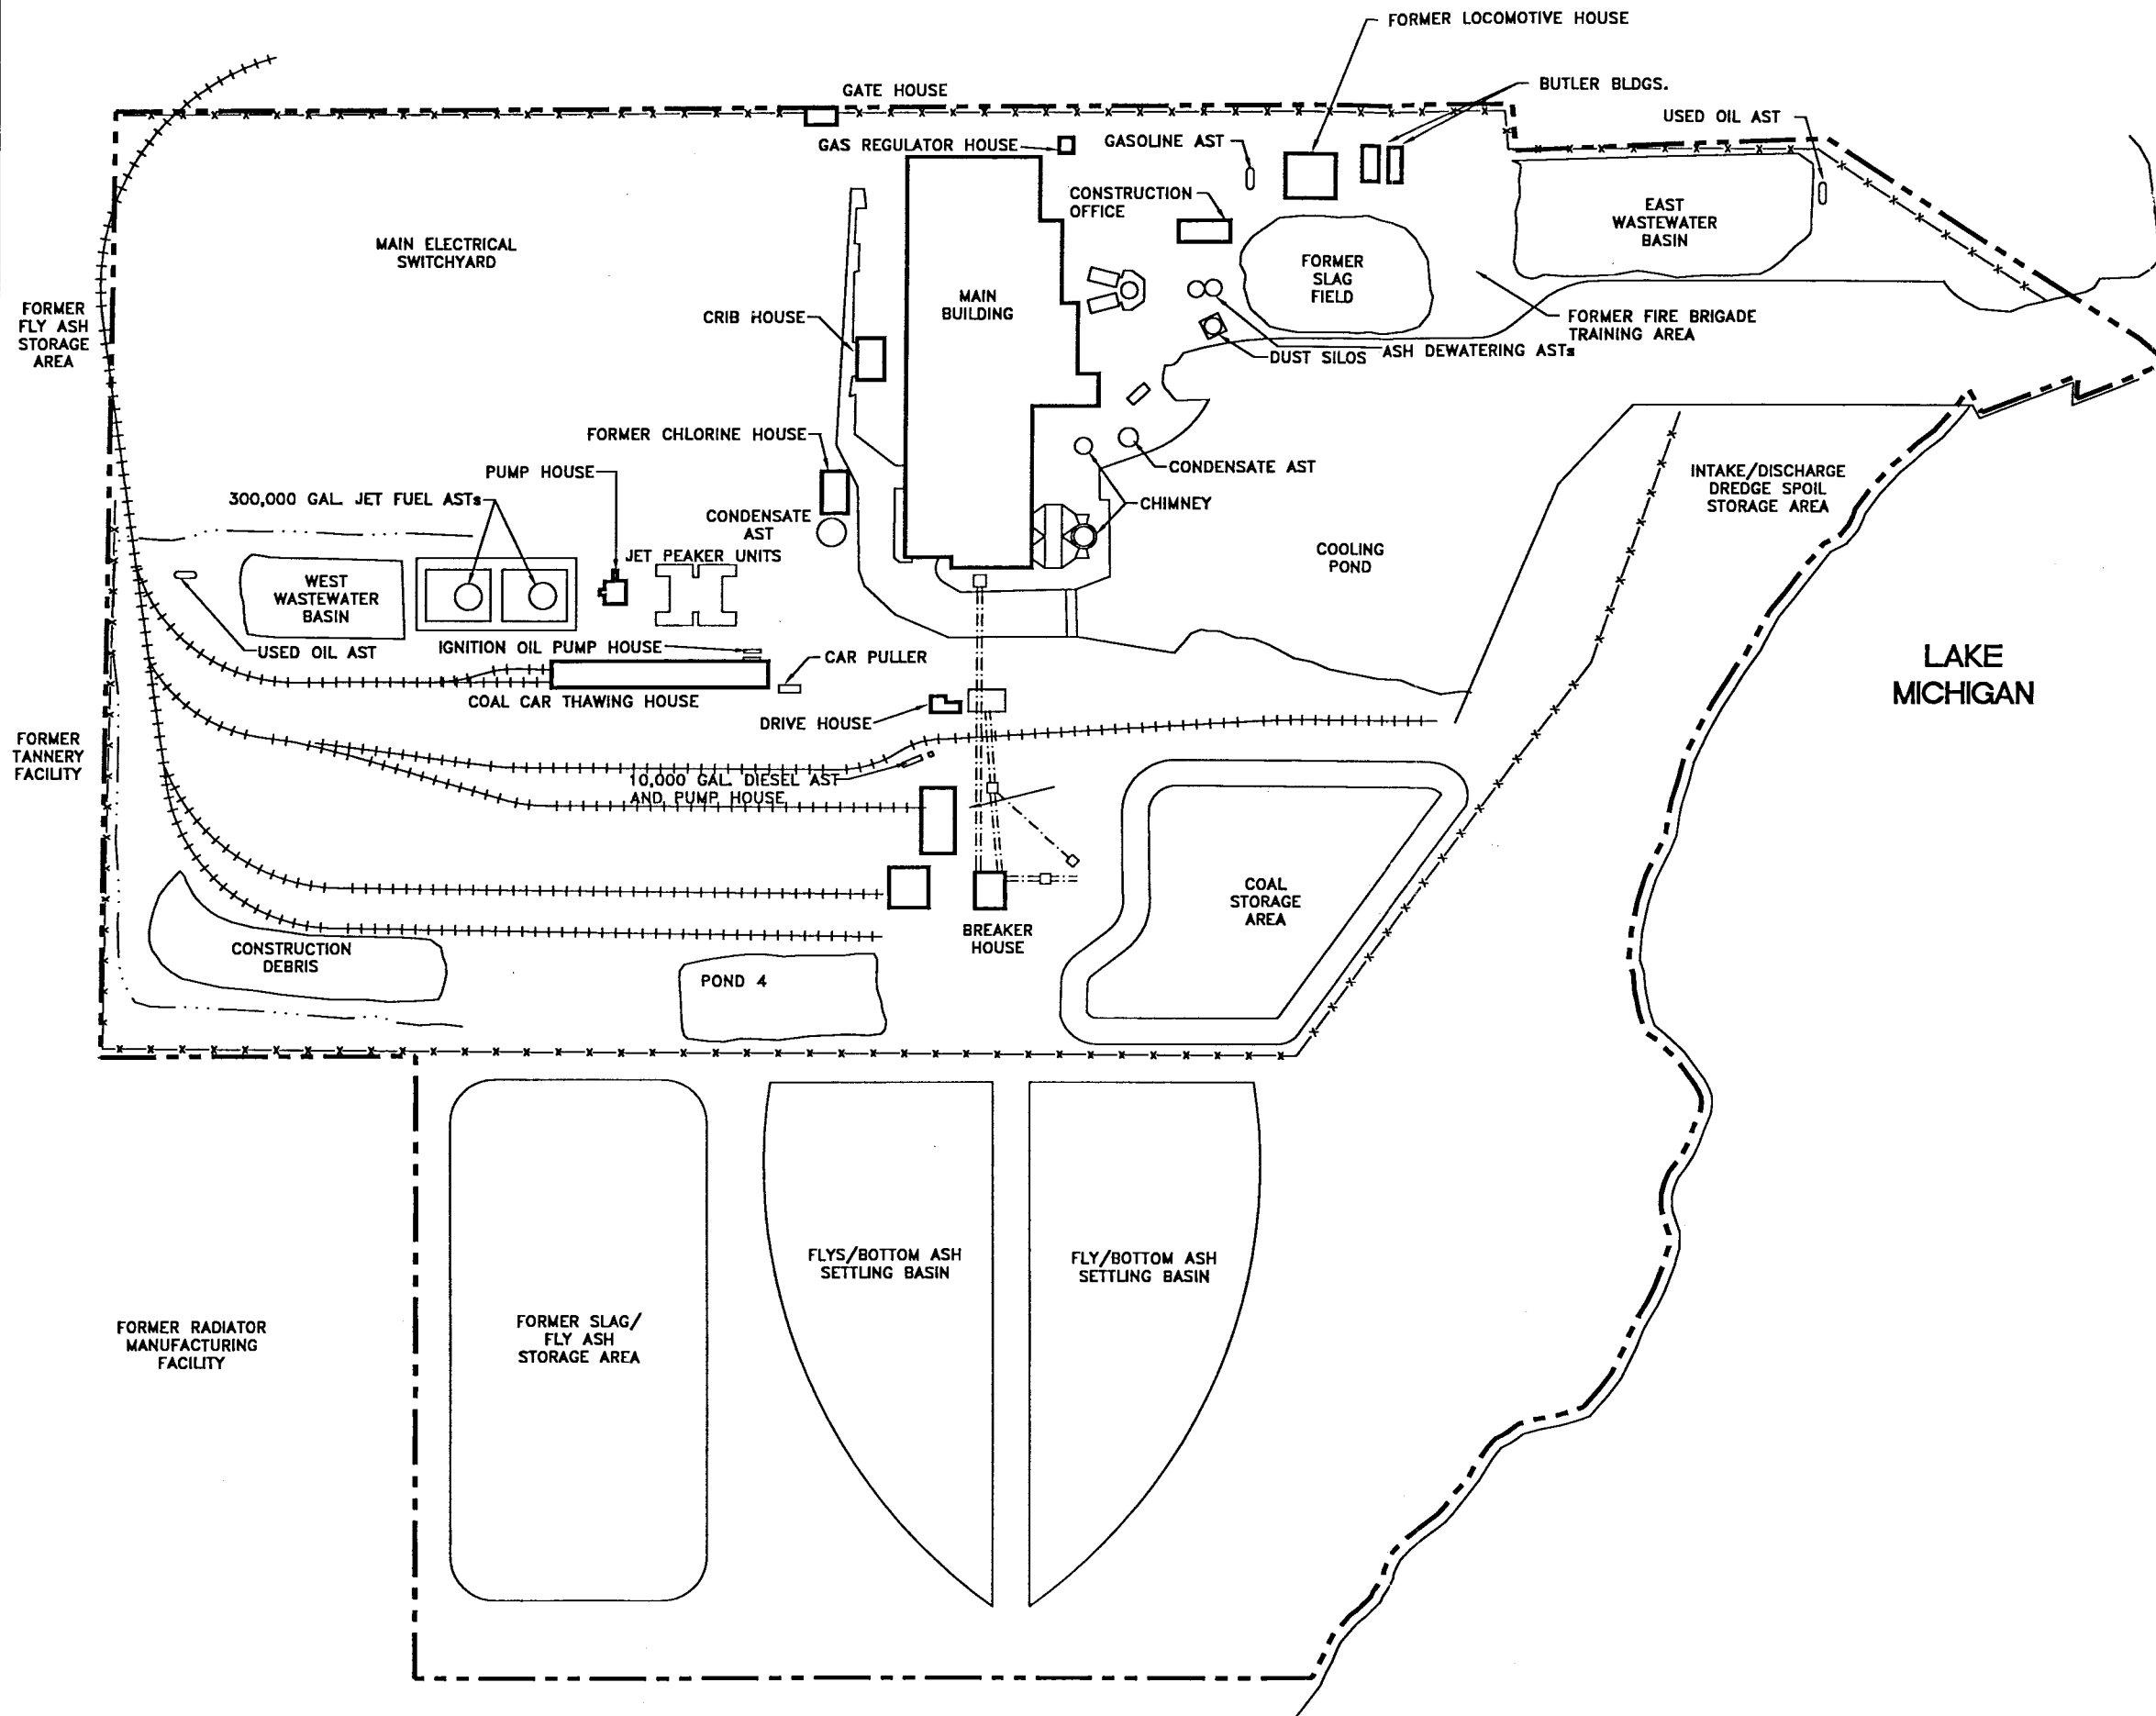 FORMER LOCOMOTIVE HOUSE
BUTLER BLDGS.
GATE HOUSE
USED OIL AST
GAS REGULATOR HOUSE
GASOLINE AST
CONSTRUCTION
OFFICE
EAST
WASTEWATER
BASIN
MAIN ELECTRICAL
SWITCHYARD
FORMER
SLAG
FIELD
MAIN
BUILDING
FORMER
FLY ASH
STORAGE
AREA
CRIB HOUSE
FORMER FIRE BRIGADE
TRAINING AREA
DUST SILOS
ASH DEWATERING ASTs
FORMER CHLORINE HOUSE
PUMP HOUSE
CONDENSATE AST
INTAKE/DISCHARGE
DREDGE SPOIL
STORAGE AREA
300,000 GAL. JET FUEL ASTs
CHIMNEY
CONDENSATE
AST
JET PEAKER UNITS
COOLING
POND
WEST
WASTEWATER
BASIN
USED OIL AST
IGNITION OIL PUMP HOUSE
CAR PULLER
LAKE
MICHIGAN
COAL CAR THAWING HOUSE
DRIVE HOUSE
FORMER
TANNERY
FACILITY
10,000 GAL. DIESEL AST
AND PUMP HOUSE
COAL
STORAGE
AREA
BREAKER
HOUSE
CONSTRUCTION
DEBRIS
POND 4
FLYS/BOTTOM ASH
SETTLING BASIN
FLY/BOTTOM ASH
SETTLING BASIN
FORMER SLAG/
FLY ASH
STORAGE AREA
FORMER RADIATOR
MANUFACTURING
FACILITY